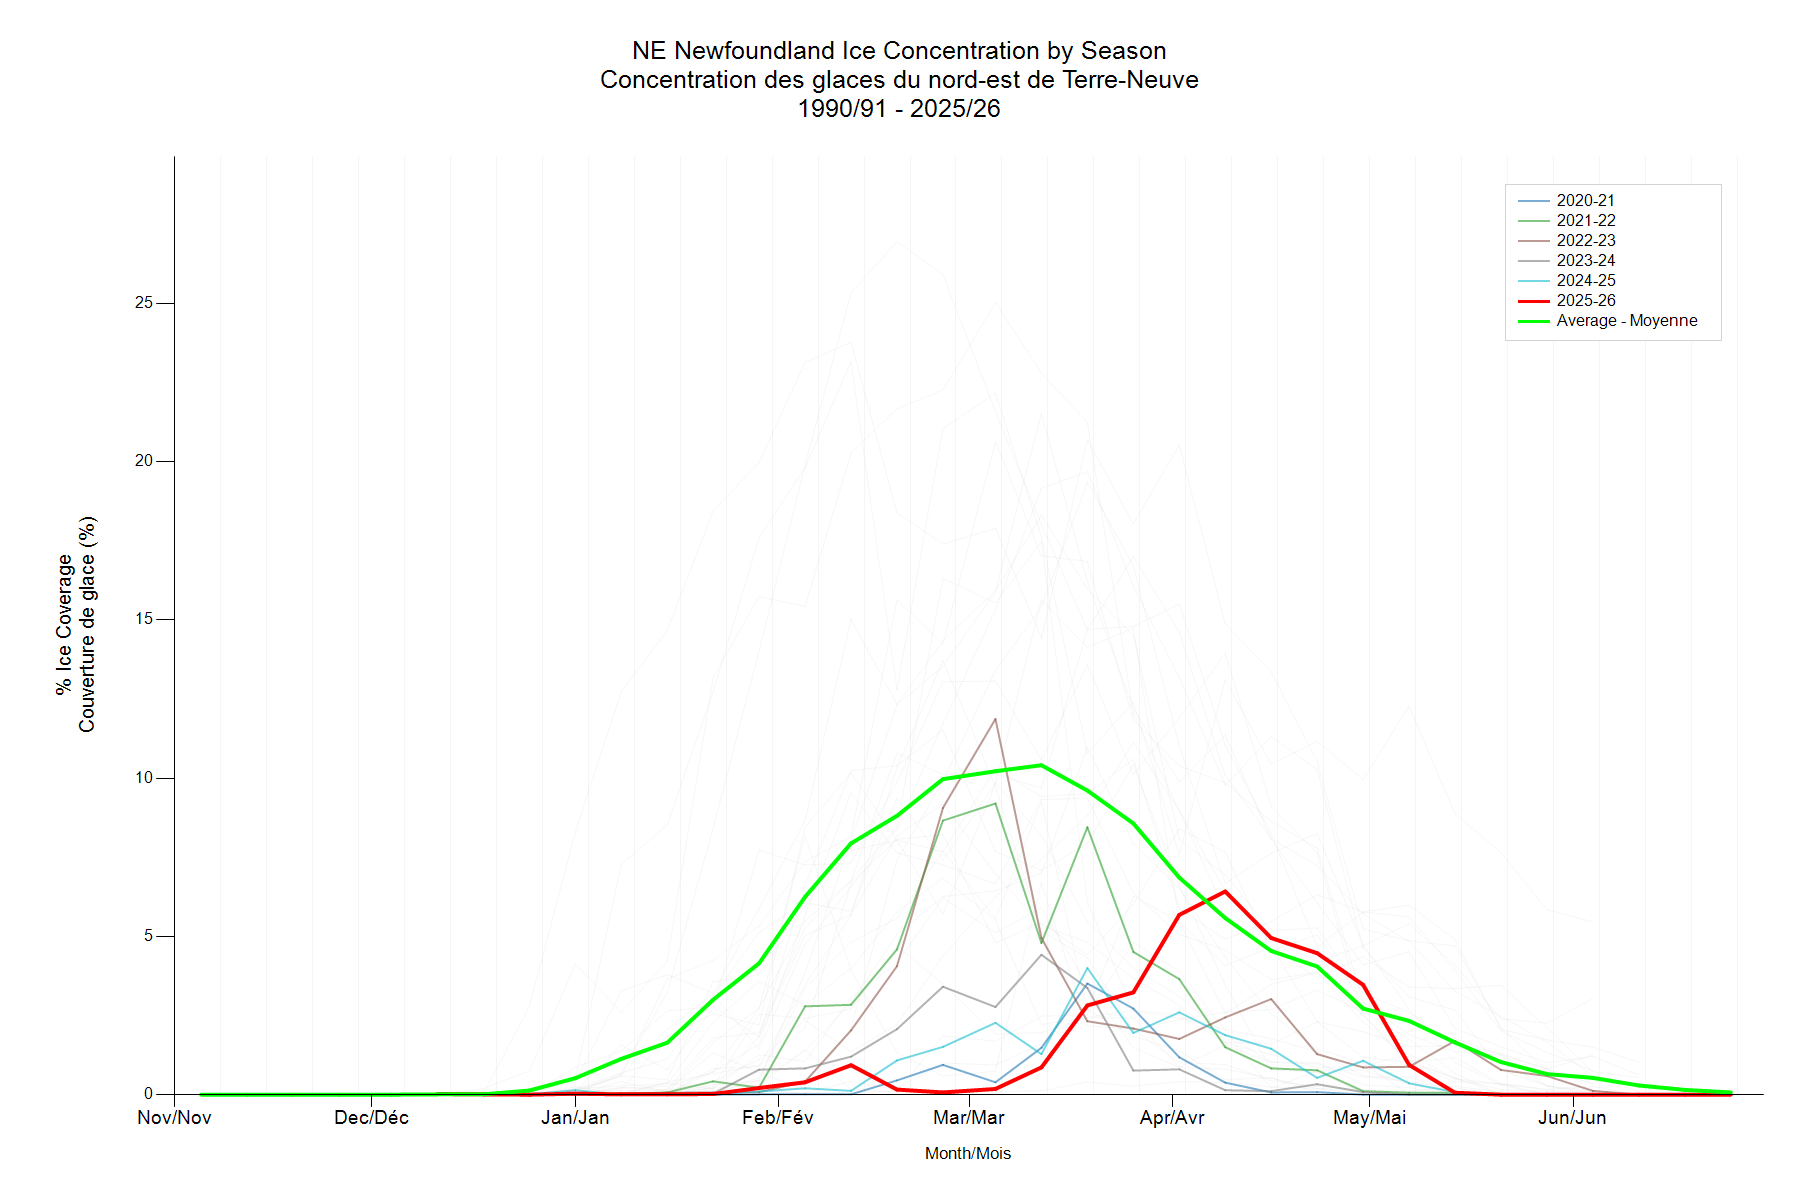 NE Newfoundland Ice Concentration by Season
Concentration des glaces du nord-est de Terre-Neuve
1990/91 - 2025/26
2020-21
2021-22
2022-23
2023-24
2024-25
2025-26
Average - Moyenne
% Ice Coverage
Couverture de glace (%)
25
20
15
10
5
0
Nov/Nov
Dec/Déc
Jan/Jan
Feb/Fév
Mar/Mar
Apr/Avr
May/Mai
Jun/Jun
Month/Mois